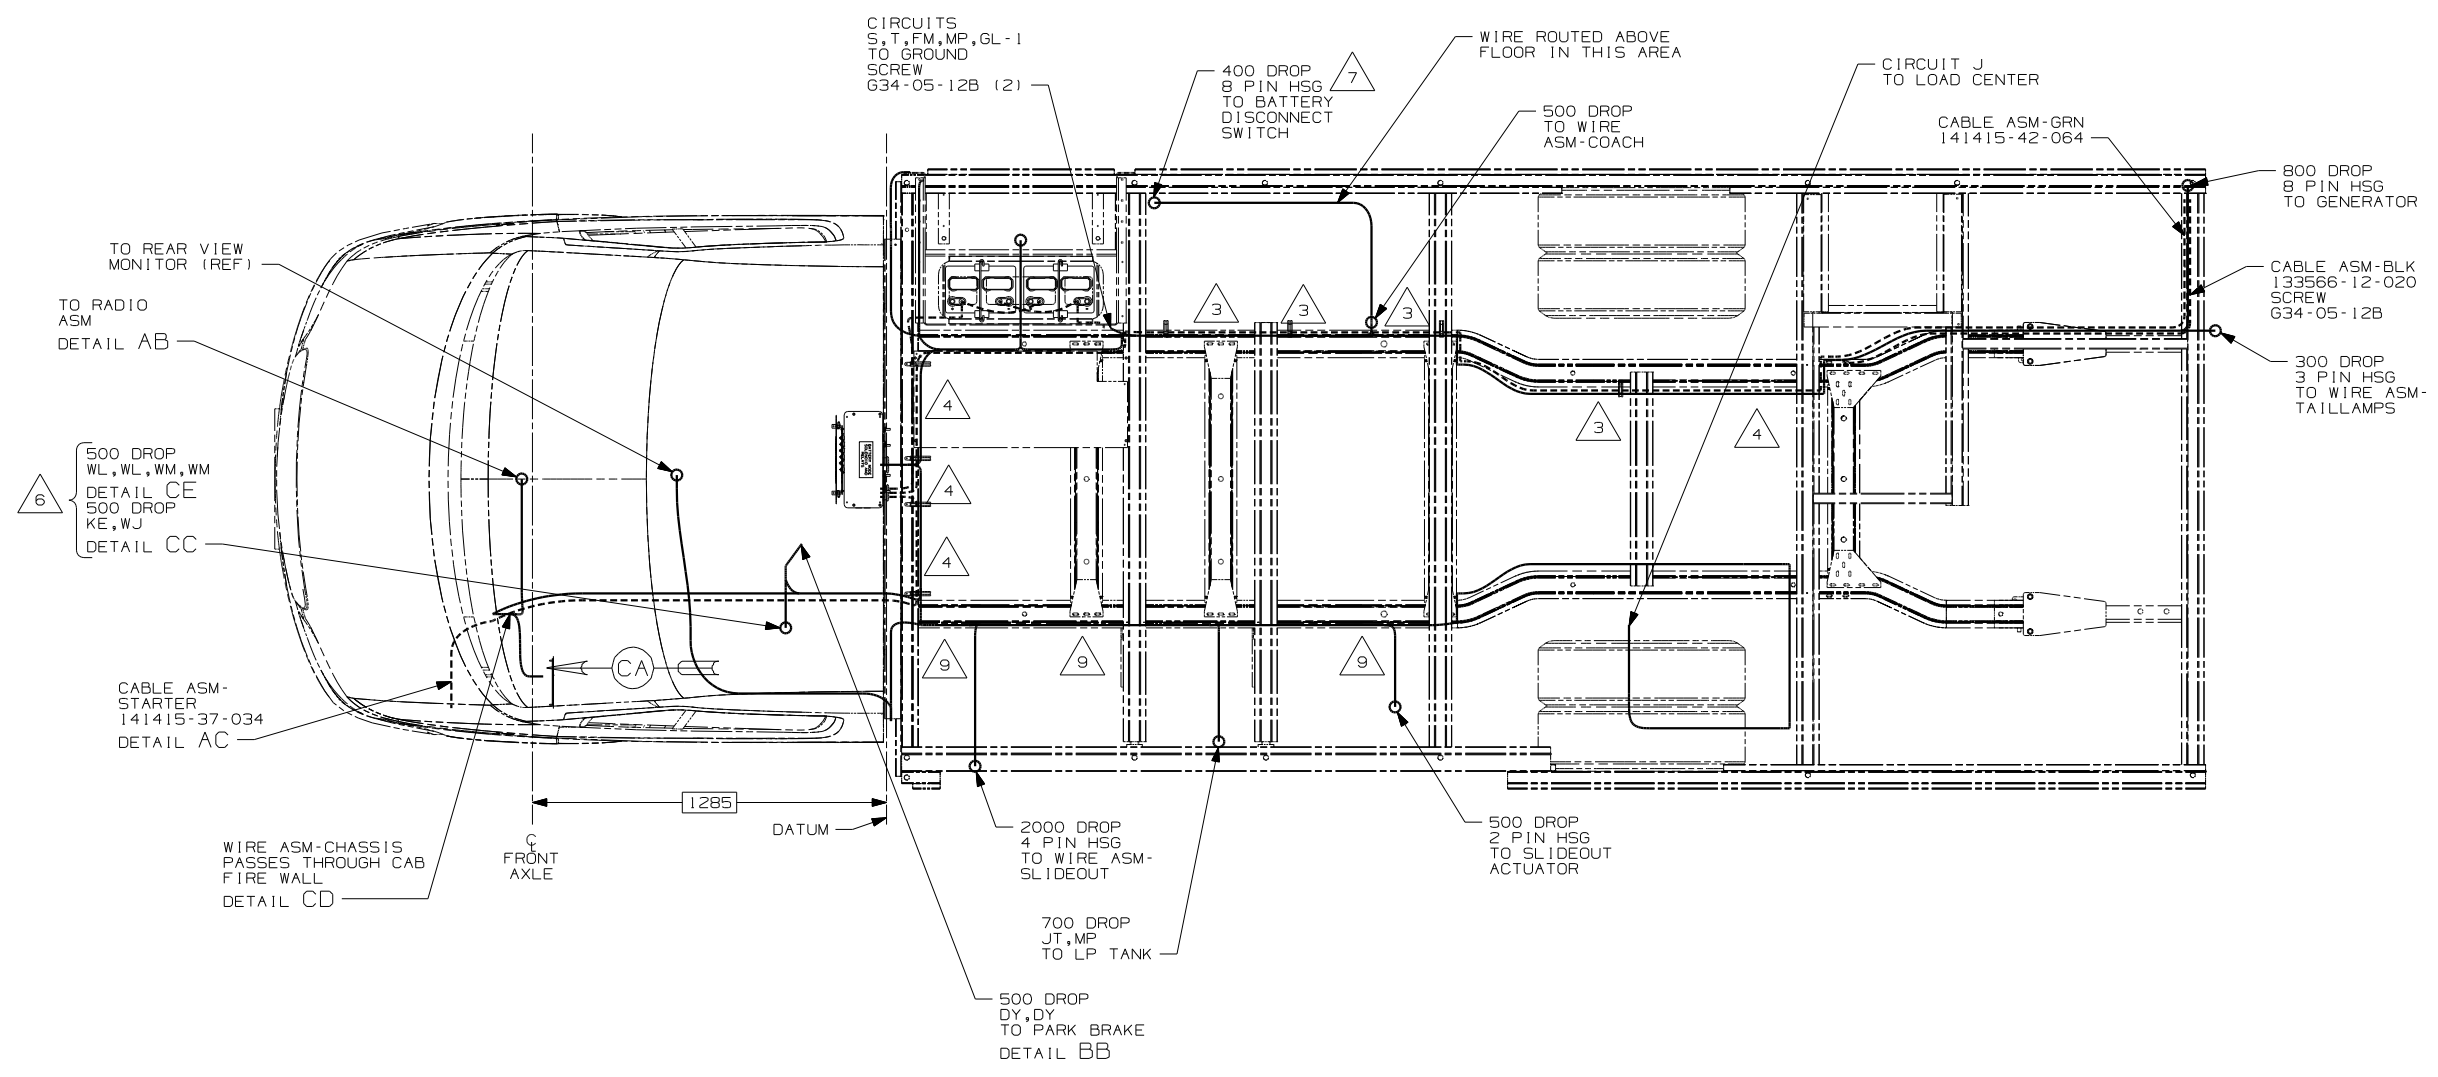 CIRCUITS
S,T,FM,MP,GL-1
TO GROUND
SCREW
G34-05-12B (2)
400 DROP
8 PIN HSG
TO BATTERY
DISCONNECT
SWITCH
7
WIRE ROUTED ABOVE
FLOOR IN THIS AREA
500 DROP
TO WIRE
ASM-COACH
CIRCUIT J
TO LOAD CENTER
CABLE ASM-GRN
141415-42-064
800 DROP
8 PIN HSG
TO GENERATOR
CABLE ASM-BLK
133566-12-020
SCREW
G34-05-12B
300 DROP
3 PIN HSG
TO WIRE ASM-
TAILLAMPS
TO REAR VIEW
MONITOR (REF)
TO RADIO
ASM
DETAIL AB
6
500 DROP
WL,WL,WM,WM
DETAIL CE
500 DROP
KE,WJ
DETAIL CC
3
3
3
3
4
4
4
4
9
9
9
CA
CABLE ASM-
STARTER
141415-37-034
DETAIL AC
WIRE ASM-CHASSIS
PASSES THROUGH CAB
FIRE WALL
DETAIL CD
1285
DATUM
CL
FRONT
AXLE
2000 DROP
4 PIN HSG
TO WIRE ASM-
SLIDEOUT
700 DROP
JT,MP
TO LP TANK
500 DROP
2 PIN HSG
TO SLIDEOUT
ACTUATOR
500 DROP
DY,DY
TO PARK BRAKE
DETAIL BB